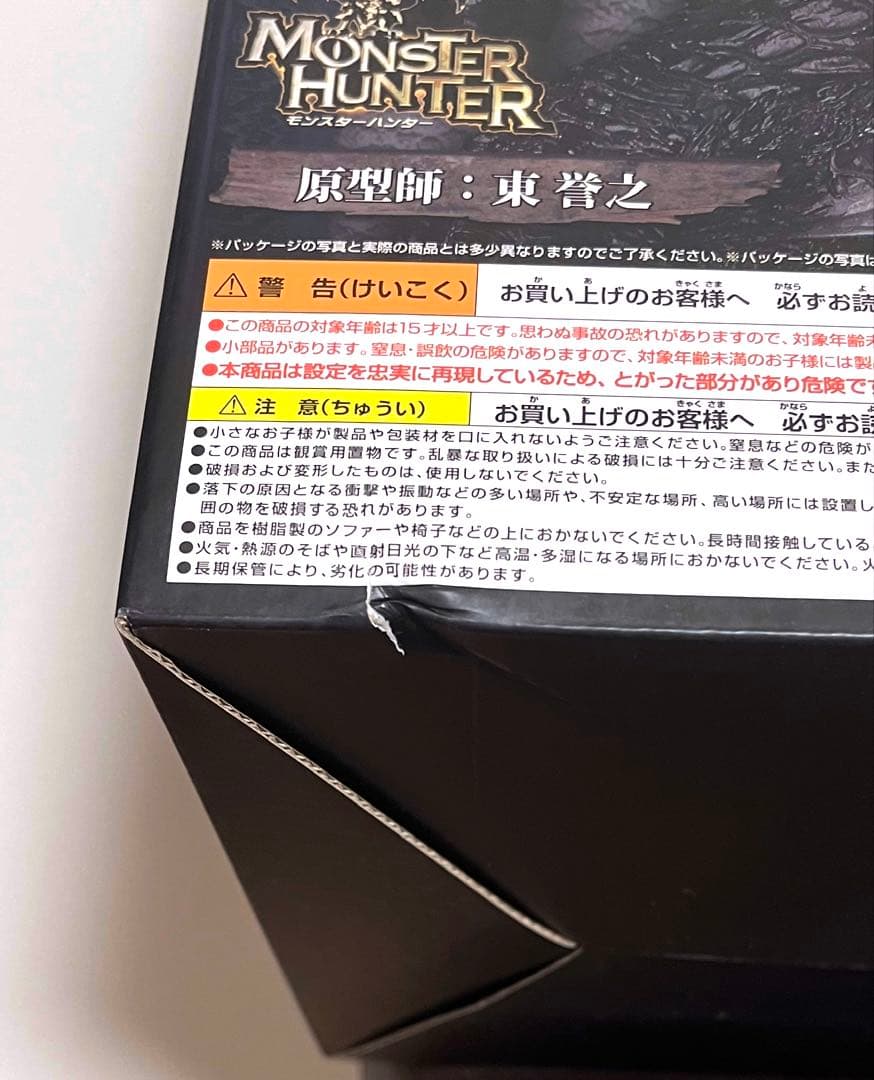 MONSTER
HUNTER
モンスターハンター
原型師：東 誉之
※パッケージの写真と実際の商品とは多少異なりますのでご了承ください。※パッケージの写真は
⚠ 警 告(けいこく)
お買い上げのお客様へ 必ずお読
●この商品の対象年齢は15才以上です。思わぬ事故の恐れがありますので、対象年齢未
●小部品があります。窒息・誤飲の危険がありますので、対象年齢未満のお子様には製
●本商品は設定を忠実に再現しているため、とがった部分があり危険で
⚠ 注 意(ちゅうい)
お買い上げのお客様へ 必ずお読
●小さなお子様が製品や包装材を口に入れないようご注意ください。窒息などの危険が
●この商品は観賞用置物です。乱暴な取り扱いによる破損には十分ご注意ください。また
●破損および変形したものは、使用しないでください。
●落下の原因となる衝撃や振動などの多い場所や、不安定な場所、高い場所には設置し
囲の物を破損する恐れがあります。
●商品を樹脂製のソファーや椅子などの上におかないでください。長時間接触している
●火気・熱源のそばや直射日光の下など高温・多湿になる場所におかないでください。火
●長期保管により、劣化の可能性があります。